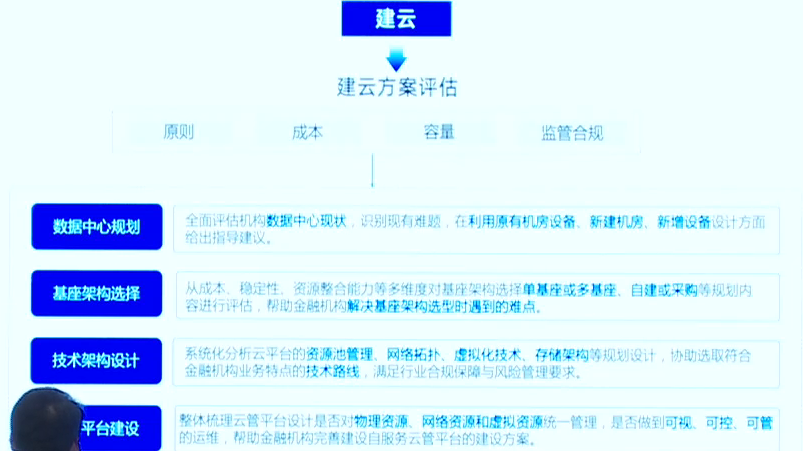 建云
建云方案评估
原则 成本 容量 监管合规
数据中心规划
全面评估机构数据中心现状，识别现有难题，在利用原有机房设备、新建机房、新增设备设计方面
给出指导建议。
基座架构选择
从成本、稳定性、资源整合能力等多维度对基座架构选择单基座或多基座、自建或采购等规划内
容进行评估，帮助金融机构解决基座架构选型时遇到的难点。
技术架构设计
系统化分析云平台的资源池管理、网络拓扑、虚拟化技术、存储架构等规划设计，协助选取符合
金融机构业务特点的技术路线，满足行业合规保障与风险管理要求。
平台建设
整体梳理云管平台设计是否对物理资源、网络资源和虚拟资源统一管理，是否做到可视、可控、可管
的运维，帮助金融机构完善建设自服务云管平台的建设方案。